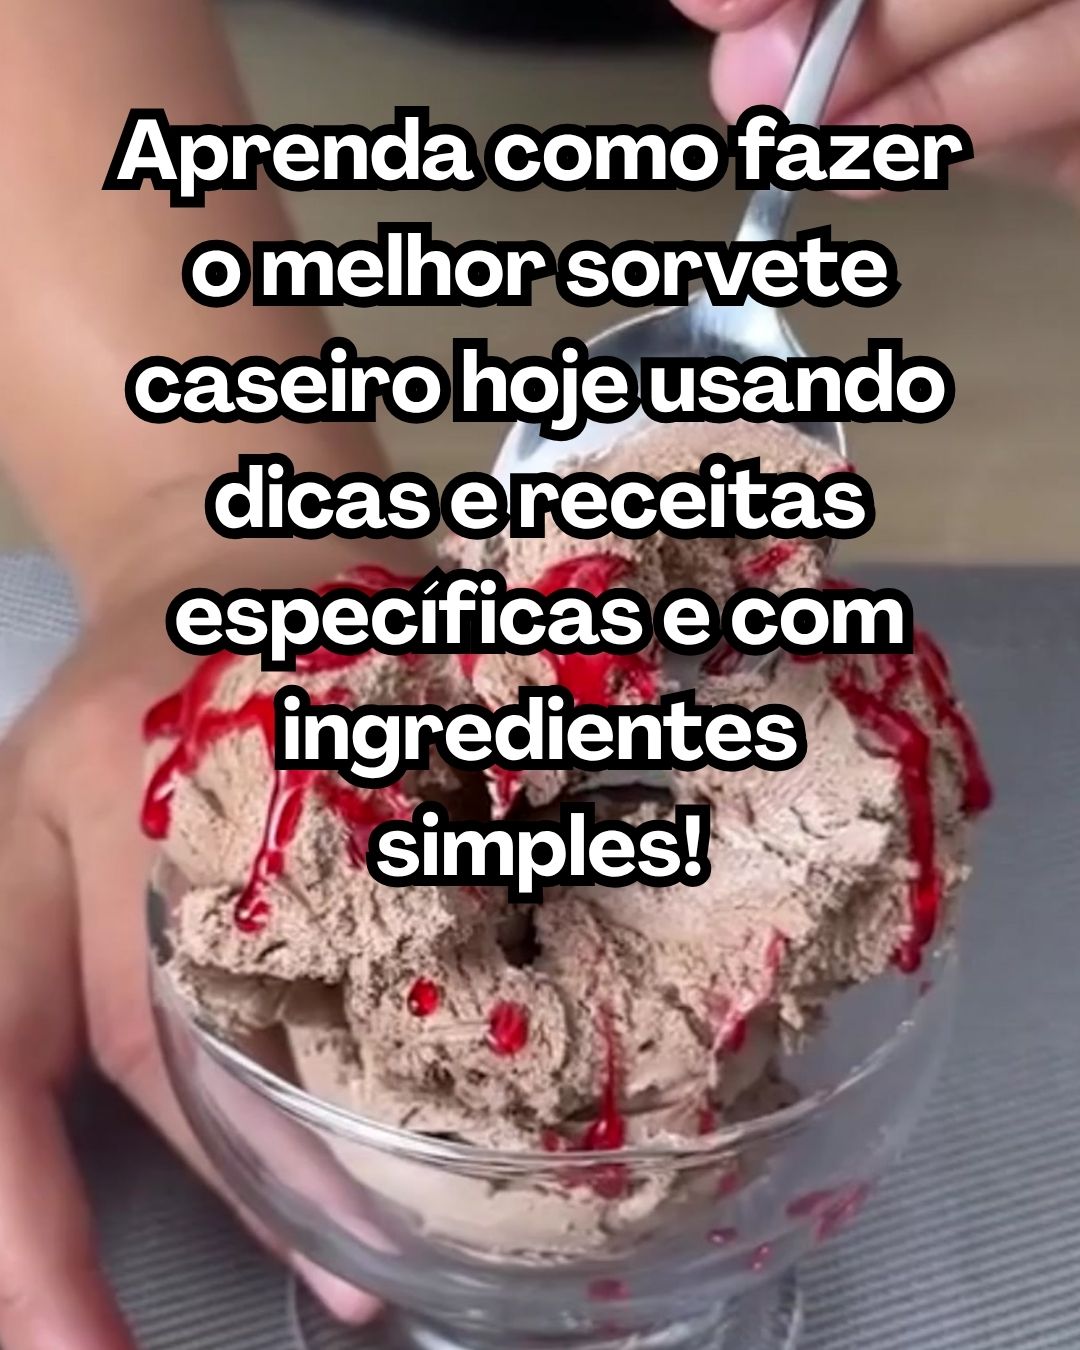 Aprenda como fazer
o melhor sorvete
caseiro hoje usando
dicas e receitas
específicas e com
ingredientes
simples!